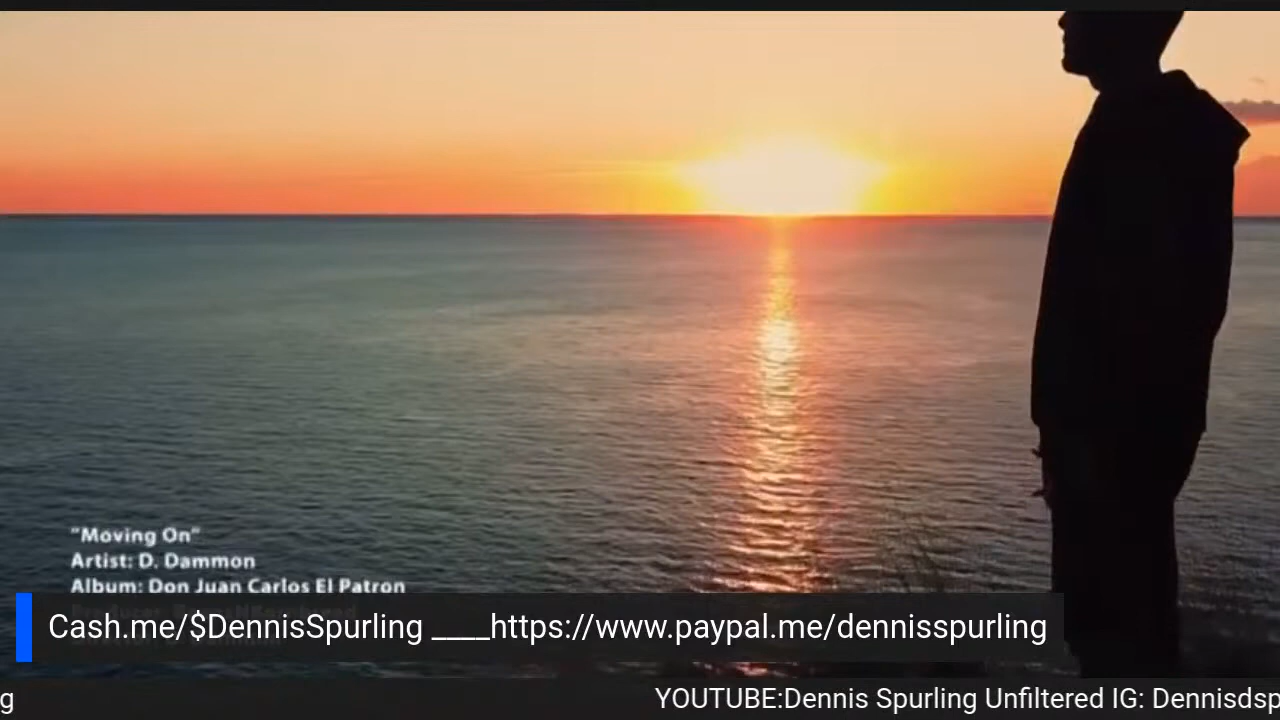 "Moving On"
Artist: D. Dammon
Album: Don Juan Carlos El Patron
Cash.me/$DennisSpurling ____https://www.paypal.me/dennisspurling
g
YOUTUBE:Dennis Spurling Unfiltered IG: Dennisdsp